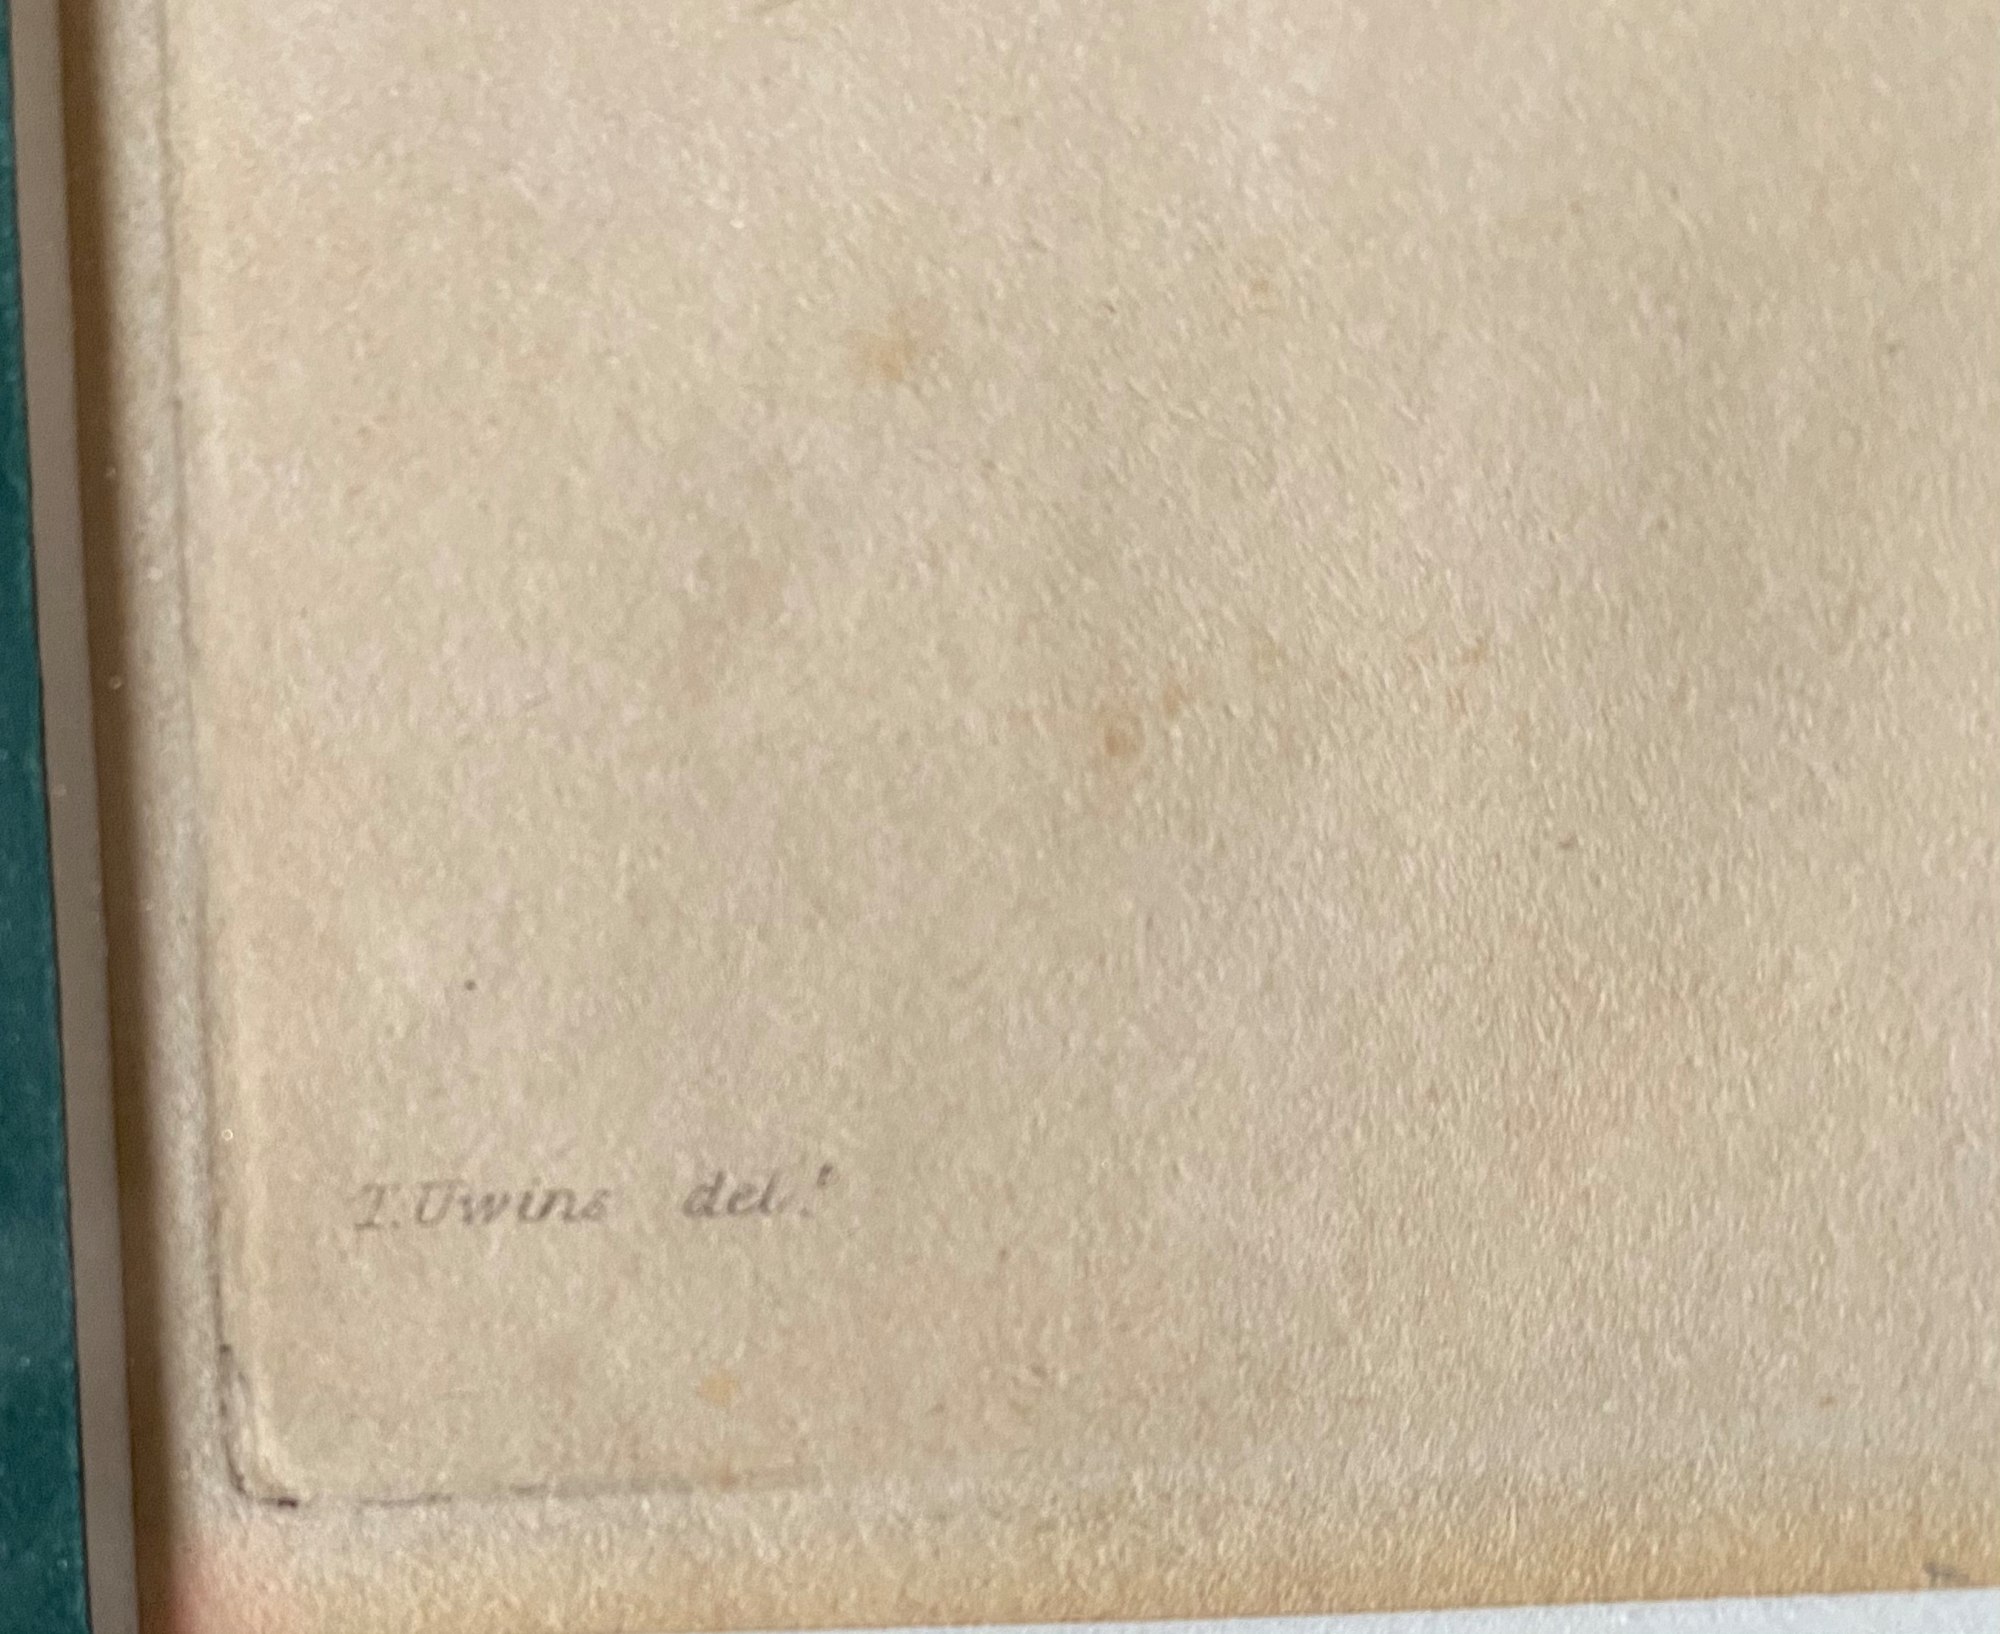 T. Uwins del.ᵗ